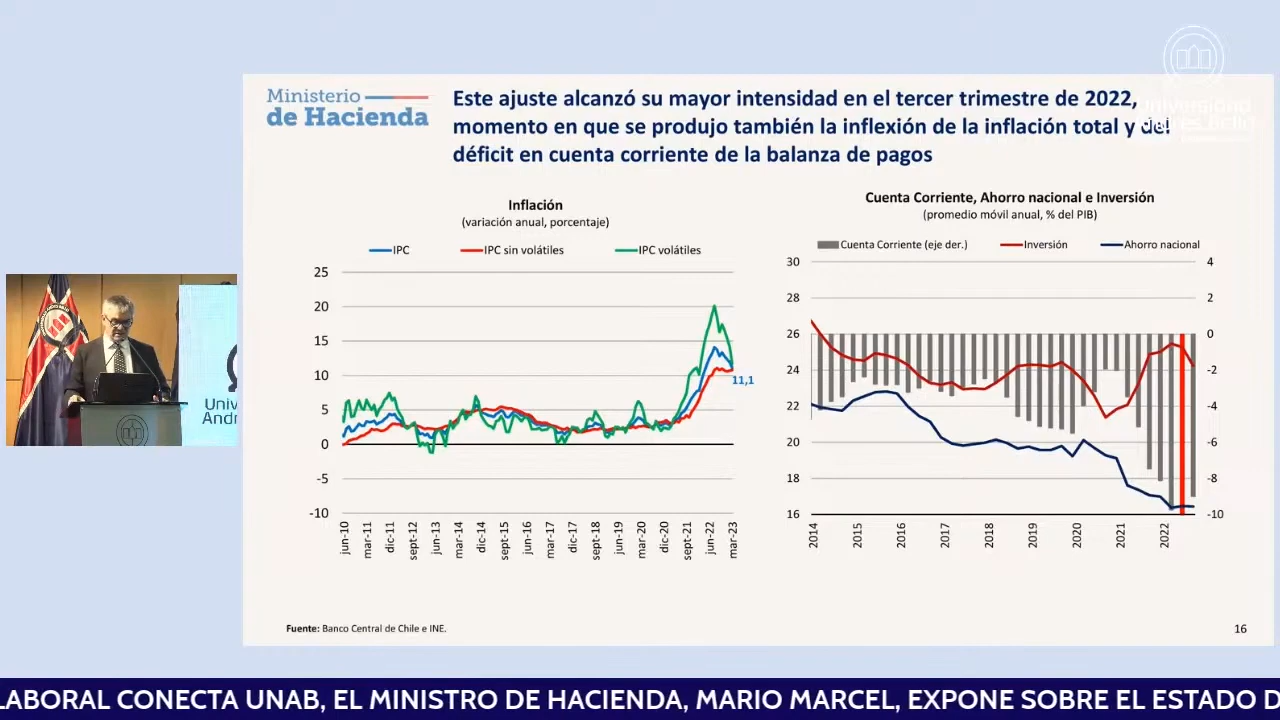 Ministerio
de Hacienda
Este ajuste alcanzó su mayor intensidad en el tercer trimestre de 2022,
momento en que se produjo también la inflexión de la inflación total y del
déficit en cuenta corriente de la balanza de pagos
Universidad
Andrés Bello
Inflación
(variación anual, porcentaje)
IPC IPC sin volátiles IPC volátiles
25
20
15
10
5
0
-5
-10
11,1
jun-10
mar-11
dic-11
sept-12
jun-13
mar-14
dic-14
sept-15
jun-16
mar-17
dic-17
sept-18
jun-19
mar-20
dic-20
sept-21
jun-22
mar-23
Cuenta Corriente, Ahorro nacional e Inversión
(promedio móvil anual, % del PIB)
Cuenta Corriente (eje der.) Inversión Ahorro nacional
30
28
26
24
22
20
18
16
4
2
0
-2
-4
-6
-8
-10
2014
2015
2016
2017
2018
2019
2020
2021
2022
Univ
Andr
Fuente: Banco Central de Chile e INE.
16
LABORAL CONECTA UNAB, EL MINISTRO DE HACIENDA, MARIO MARCEL, EXPONE SOBRE EL ESTADO D